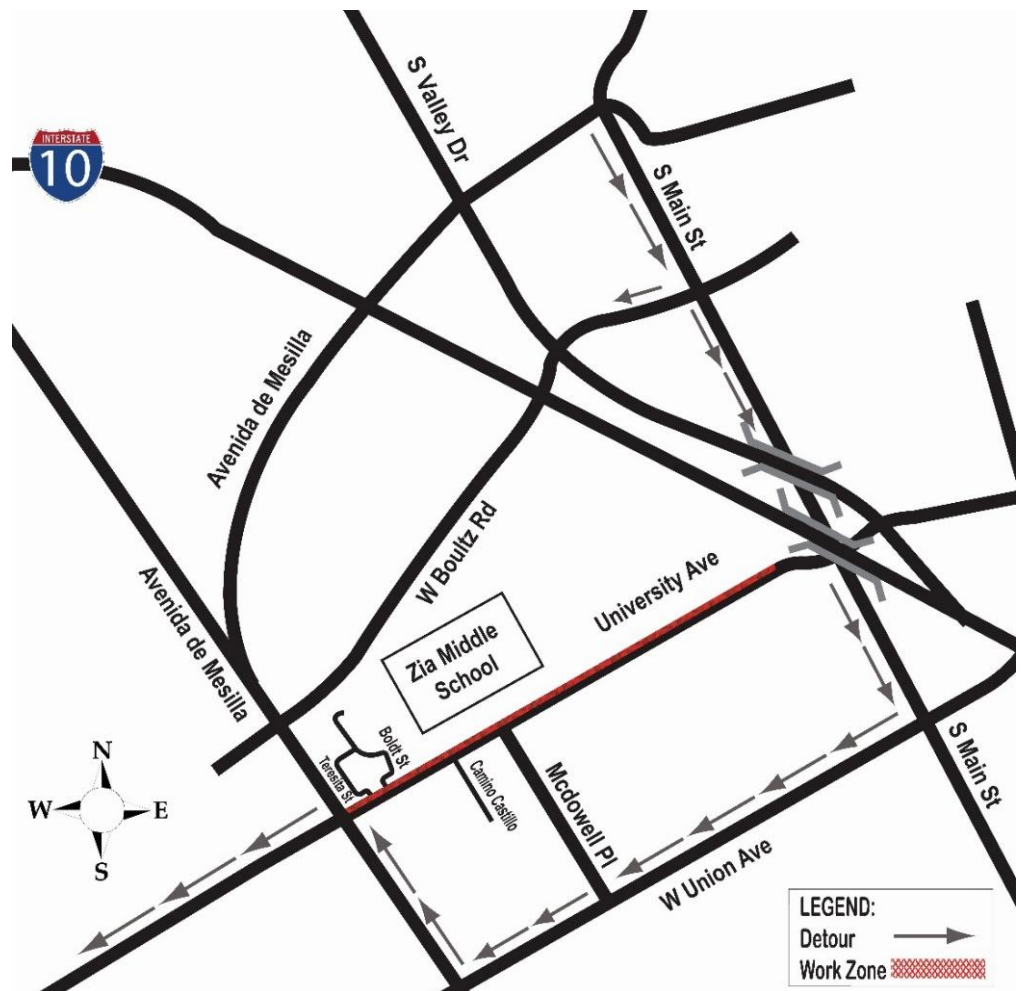 S Valley Dr
INTERSTATE
10
S Main St
Avenida de Mesilla
W Boultz Rd
University Ave
Avenida de Mesilla
Zia Middle
School
Boldt St
Teresita St
Camino Castillo
Mcdowell Pl
S Main St
W Union Ave
N
W
E
S
LEGEND:
Detour
Work Zone